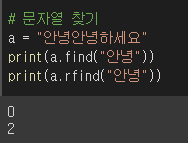 # 문자열 찾기
a = "안녕안녕하세요"
print(a.find("안녕"))
print(a.rfind("안녕"))
0
2